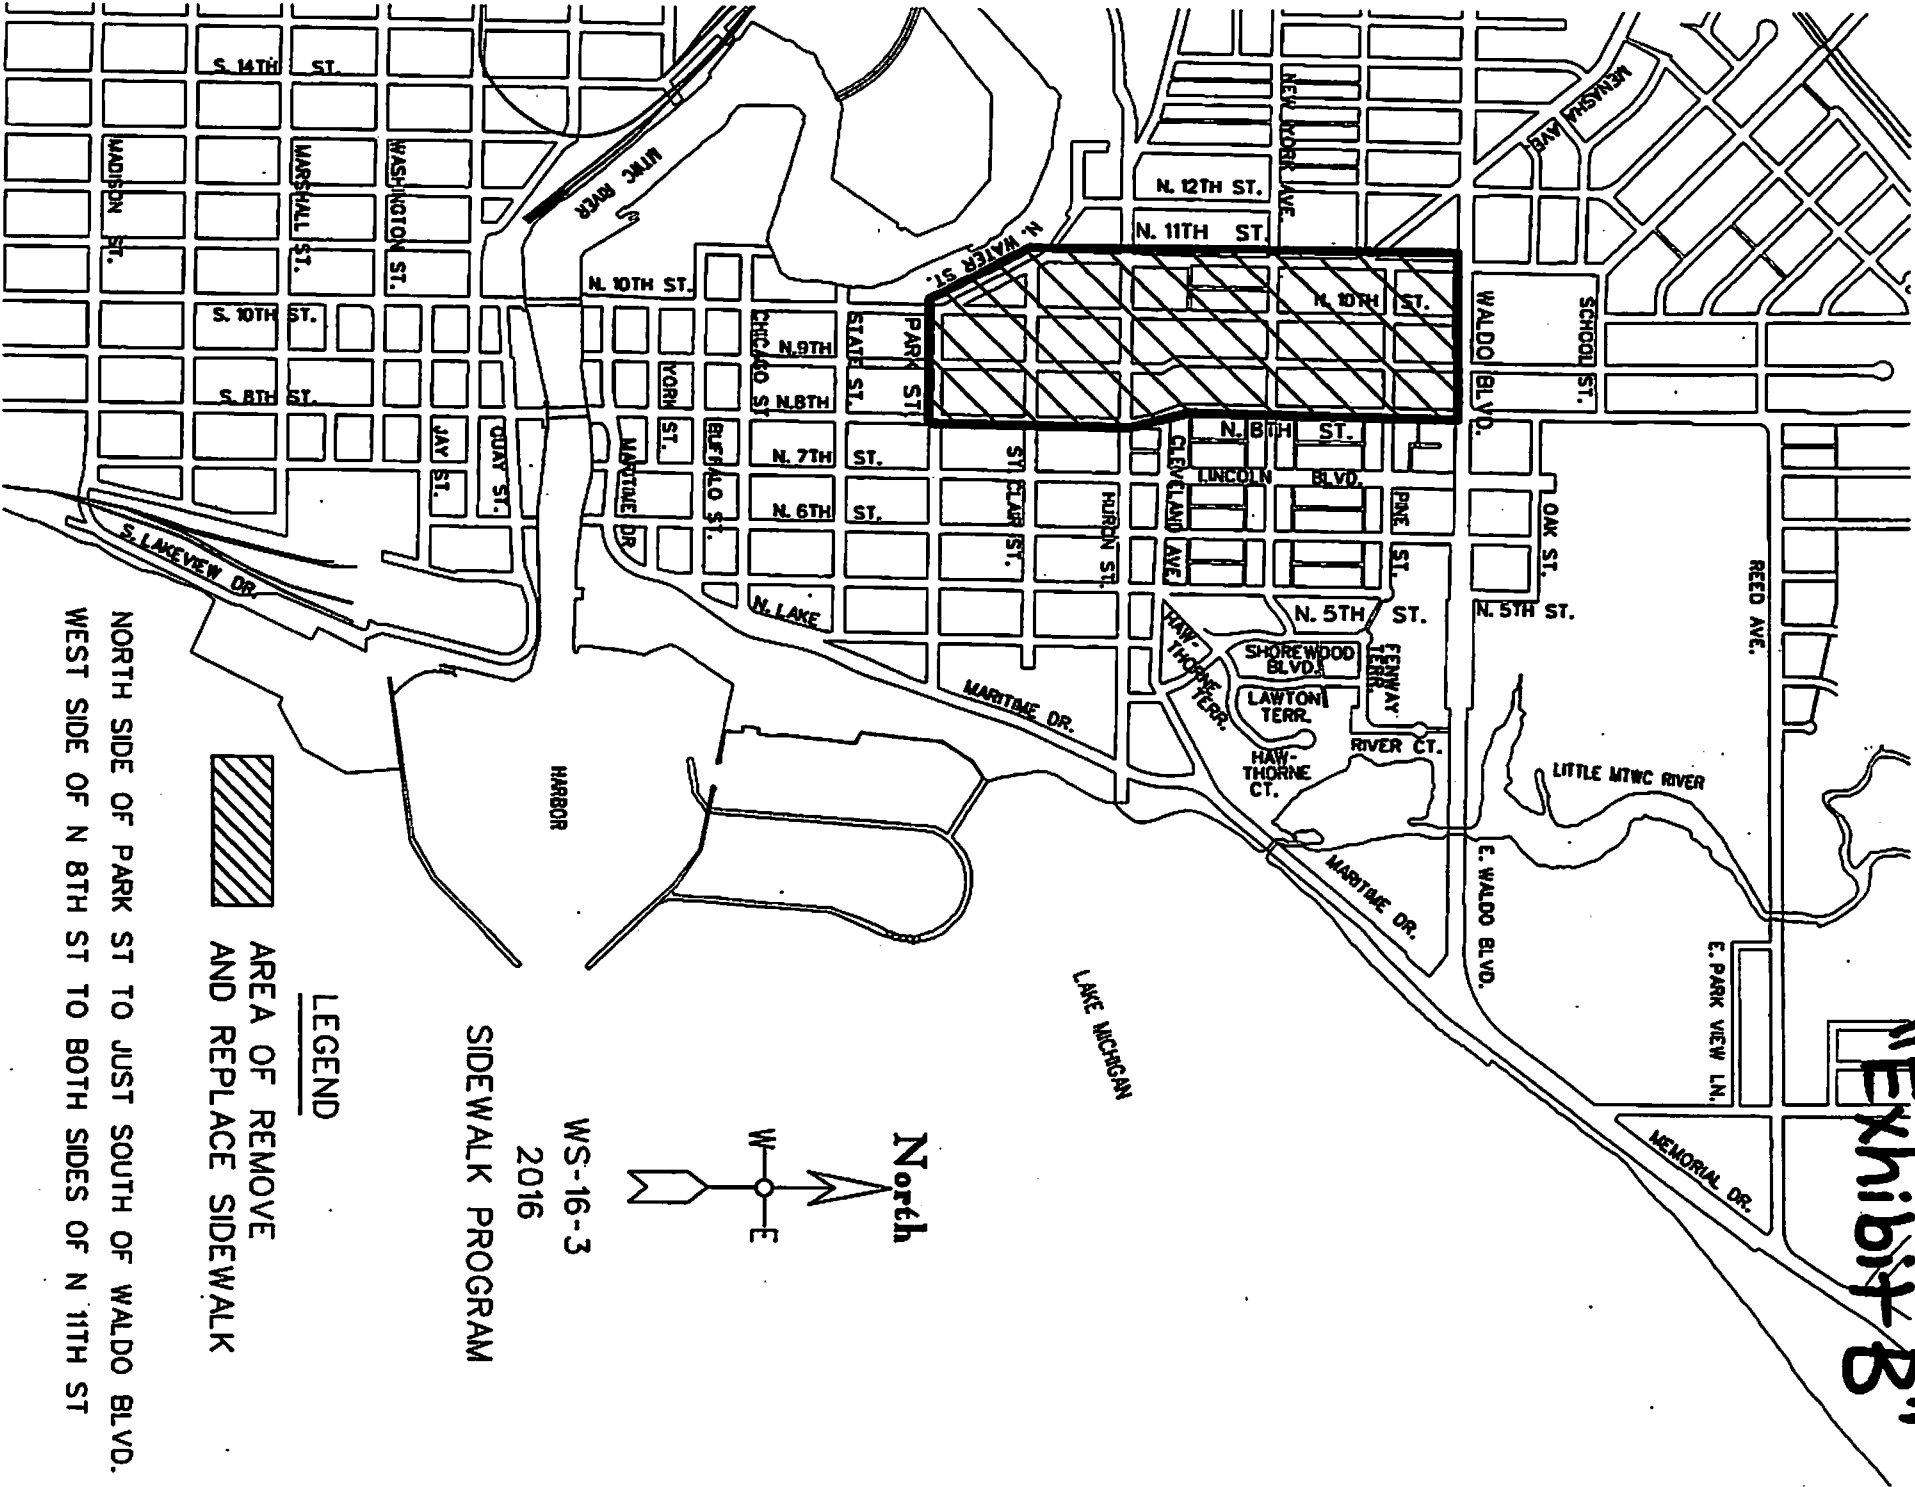 "Exhibit B"
MENASHA AVE.
NEW YORK AVE.
N. 12TH ST.
N. 11TH ST.
N. WATER ST.
N. 10TH ST.
WALDO BLVD.
SCHOOL ST.
S. 14TH ST.
MADISON ST.
MARSHALL ST.
WASHINGTON ST.
MTWC RIVER
N. 10TH ST.
S. 10TH ST.
CHICAGO ST.
STATE ST.
PARK ST.
N. 9TH
YORK ST.
N. 8TH
S. 8TH ST.
JAY ST.
QUAY ST.
MARITIME DR
BUFFALO ST.
N. 7TH ST.
N. 6TH ST.
ST. CLAIR ST.
HURON ST.
CLEVELAND AVE
N. 8TH ST.
LINCOLN BLVD.
PINE ST.
OAK ST.
REED AVE.
S. LAKEVIEW DR.
N. LAKE
N. 5TH ST.
N. 5TH ST.
HAW-
THORNE TERR.
SHOREWOOD
BLVD.
FENWAY
TERR.
LAWTON
TERR.
MARITIME DR.
RIVER CT.
HAW-
THORNE
CT.
LITTLE MTWC RIVER
HARBOR
MARITIME DR.
E. WALDO BLVD.
E. PARK VIEW LN.
LAKE MICHIGAN
MEMORIAL DR.
North
W
E
WS-16-3
2016
SIDEWALK PROGRAM
LEGEND
AREA OF REMOVE
AND REPLACE SIDEWALK
NORTH SIDE OF PARK ST TO JUST SOUTH OF WALDO BLVD.
WEST SIDE OF N 8TH ST TO BOTH SIDES OF N 11TH ST